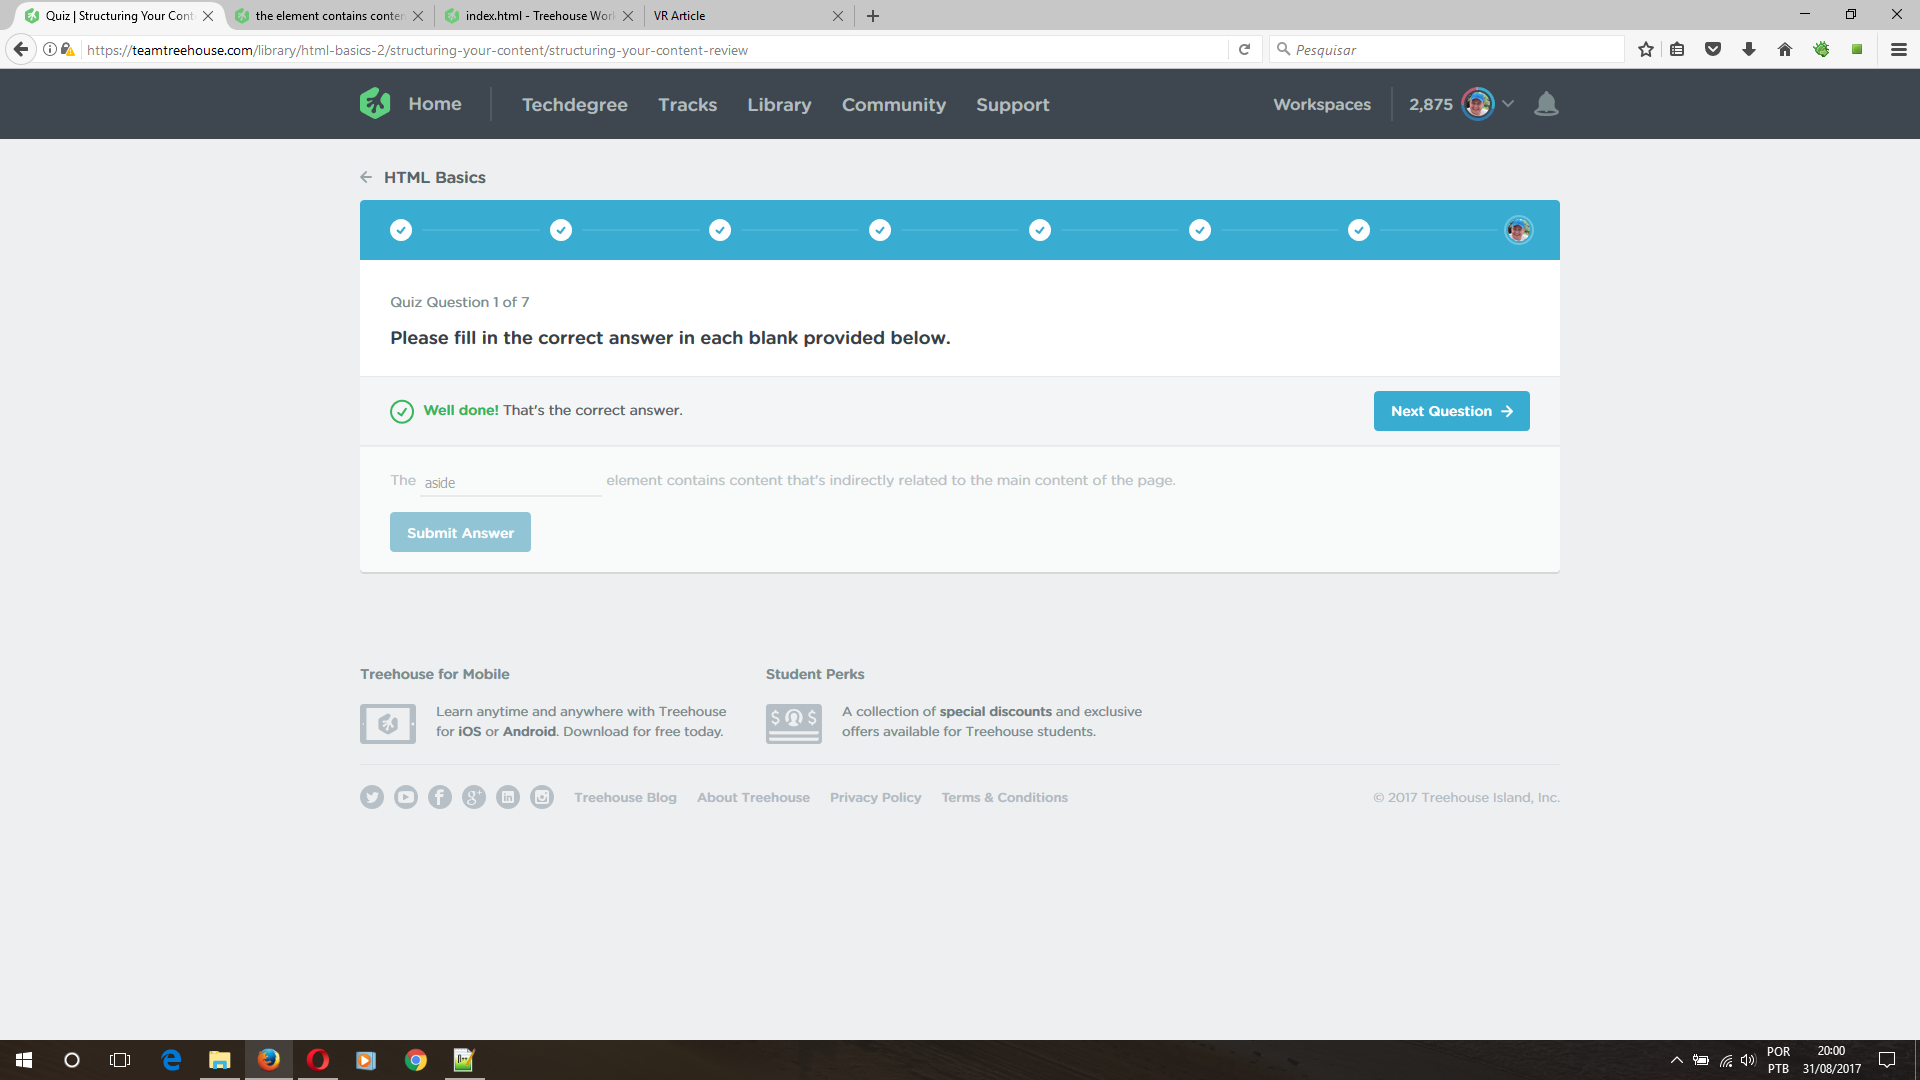 Quiz | Structuring Your Cont
the element contains conten
index.html - Treehouse Wor
VR Article
https://teamtreehouse.com/library/html-basics-2/structuring-your-content/structuring-your-content-review
Pesquisar
Home
Techdegree
Tracks
Library
Community
Support
Workspaces
2,875
HTML Basics
Quiz Question 1 of 7
Please fill in the correct answer in each blank provided below.
Well done! That's the correct answer.
Next Question
The aside element contains content that's indirectly related to the main content of the page.
Submit Answer
Treehouse for Mobile
Learn anytime and anywhere with Treehouse
for iOS or Android. Download for free today.
Student Perks
A collection of special discounts and exclusive
offers available for Treehouse students.
Treehouse Blog
About Treehouse
Privacy Policy
Terms & Conditions
© 2017 Treehouse Island, Inc.
POR
PTB
20:00
31/08/2017